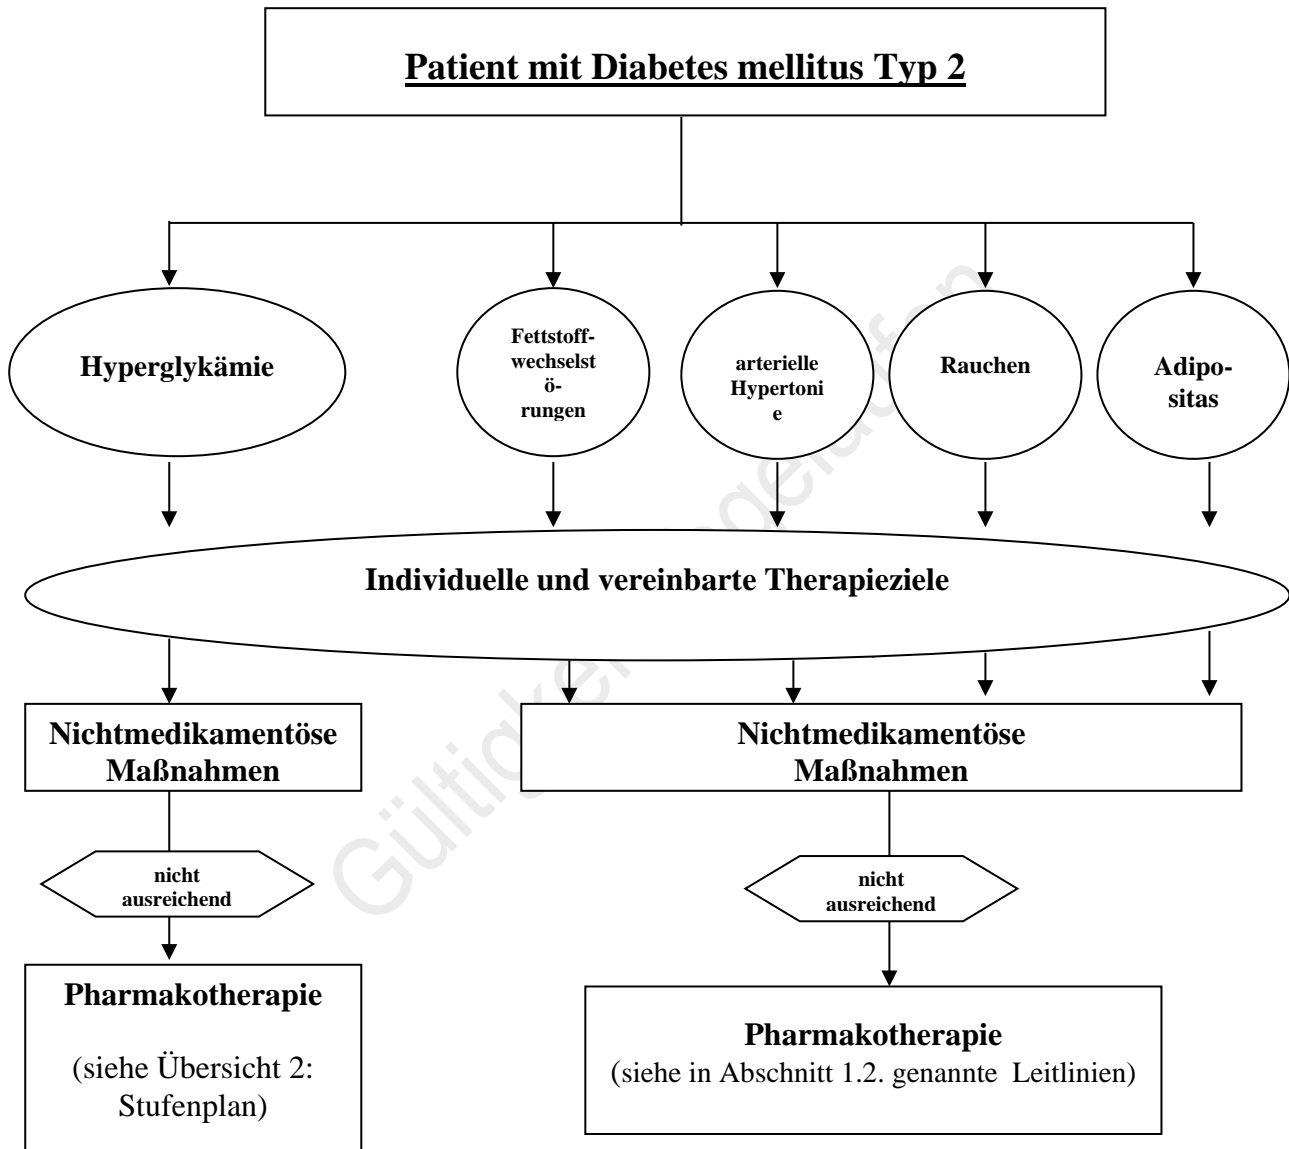 Patient mit Diabetes mellitus Typ 2
Hyperglykämie
Fettstoff-
wechselst
ö-
rungen
arterielle
Hypertoni
e
Rauchen
Adipo-
sitas
Individuelle und vereinbarte Therapieziele
Nichtmedikamentöse
Maßnahmen
Nichtmedikamentöse
Maßnahmen
nicht
ausreichend
nicht
ausreichend
Pharmakotherapie
(siehe Übersicht 2:
Stufenplan)
Pharmakotherapie
(siehe in Abschnitt 1.2. genannte Leitlinien)